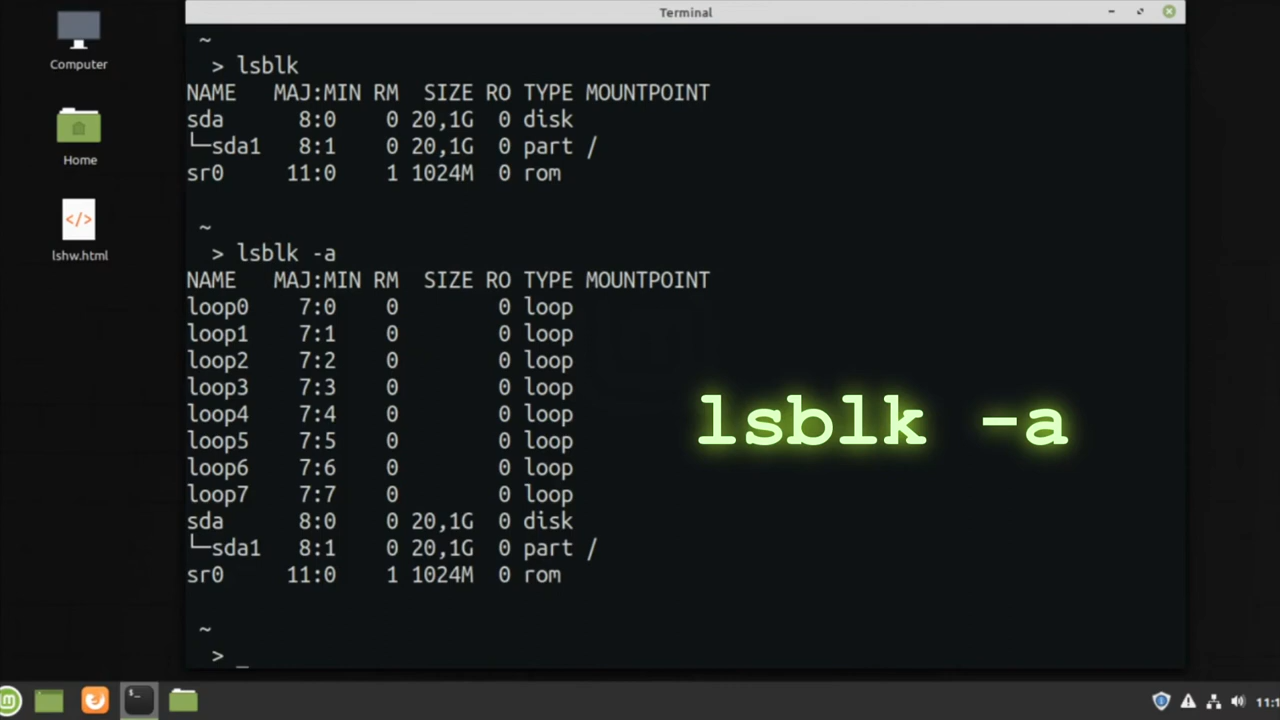 Terminal
Computer
Home
lshw.html
~
> lsblk
NAME MAJ:MIN RM SIZE RO TYPE MOUNTPOINT
sda 8:0 0 20,1G 0 disk
└─sda1 8:1 0 20,1G 0 part /
sr0 11:0 1 1024M 0 rom
~
> lsblk -a
NAME MAJ:MIN RM SIZE RO TYPE MOUNTPOINT
loop0 7:0 0 0 loop
loop1 7:1 0 0 loop
loop2 7:2 0 0 loop
loop3 7:3 0 0 loop
loop4 7:4 0 0 loop
loop5 7:5 0 0 loop
loop6 7:6 0 0 loop
loop7 7:7 0 0 loop
sda 8:0 0 20,1G 0 disk
└─sda1 8:1 0 20,1G 0 part /
sr0 11:0 1 1024M 0 rom
~
> _
lsblk -a